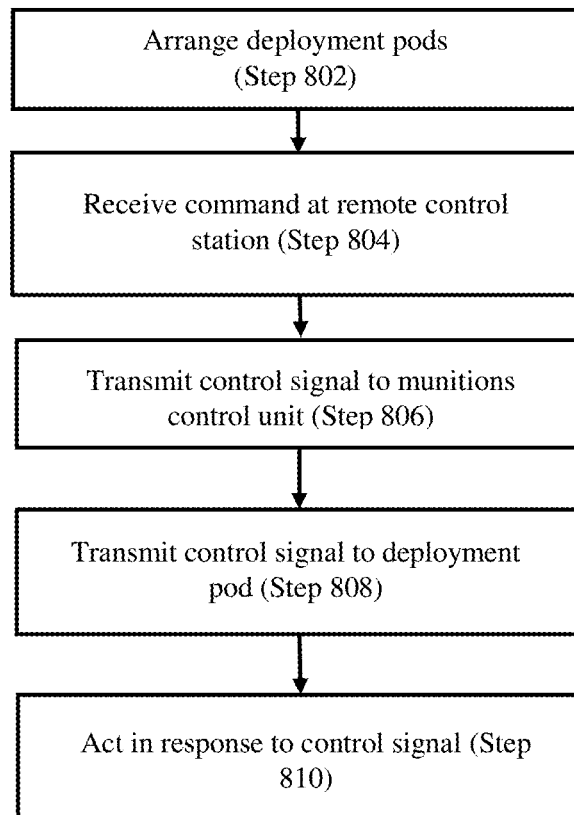 Arrange deployment pods
(Step 802)
Receive command at remote control
station (Step 804)
Transmit control signal to munitions
control unit (Step 806)
Transmit control signal to deployment
pod (Step 808)
Act in response to control signal (Step
810)